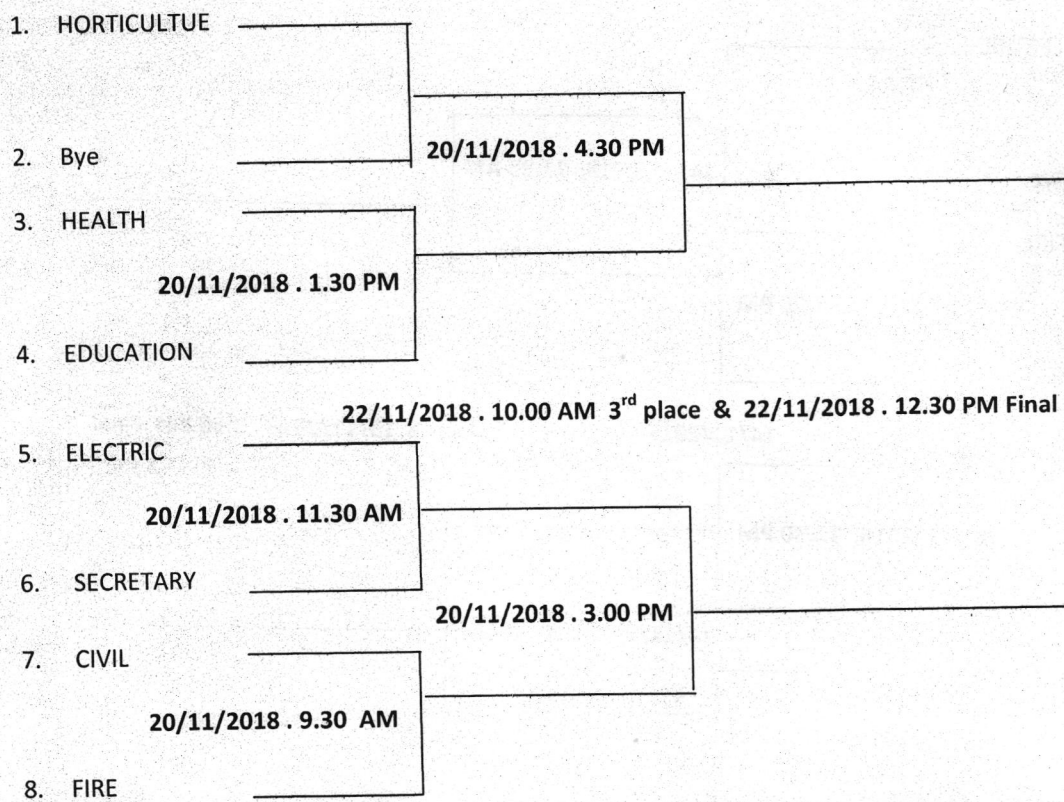 1. HORTICULTUE
2. Bye
20/11/2018 . 4.30 PM
3. HEALTH
20/11/2018 . 1.30 PM
4. EDUCATION
22/11/2018 . 10.00 AM 3rd place & 22/11/2018 . 12.30 PM Final
5. ELECTRIC
20/11/2018 . 11.30 AM
6. SECRETARY
20/11/2018 . 3.00 PM
7. CIVIL
20/11/2018 . 9.30 AM
8. FIRE